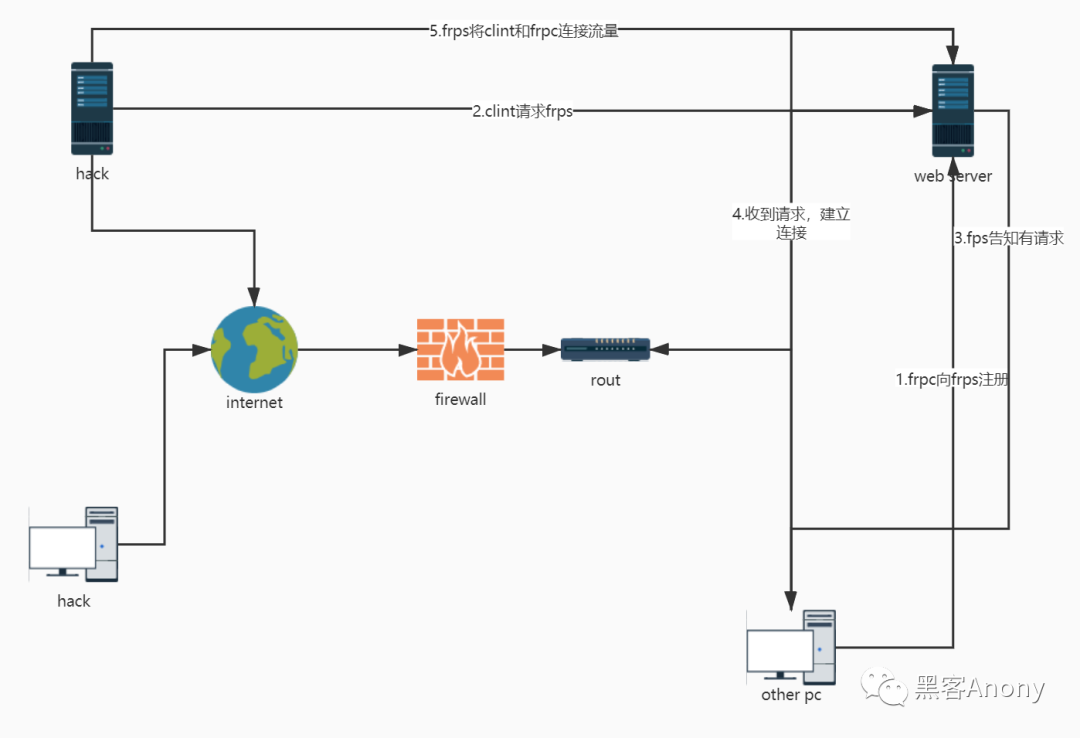 5.frps将clint和frpc连接流量
2.clint请求frps
hack
web server
4.收到请求，建立
连接
3.fps告知有请求
internet
firewall
rout
1.frpc向frps注册
hack
other pc
黑客Anony